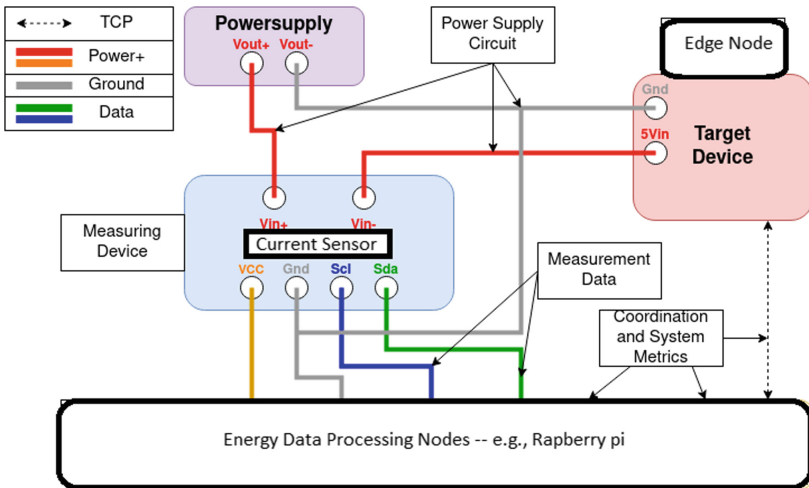 TCP
Power+
Ground
Data
Powersupply
Vout+ Vout-
Power Supply
Circuit
Edge Node
Gnd
5Vin
Target
Device
Measuring
Device
Vin+ Vin-
Current Sensor
VCC Gnd Scl Sda
Measurement
Data
Coordination
and System
Metrics
Energy Data Processing Nodes -- e.g., Rapberry pi